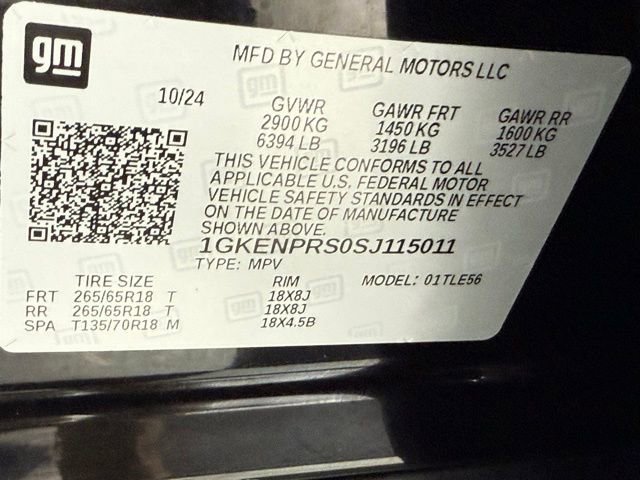 gm
MFD BY GENERAL MOTORS LLC
10/24
GVWR GAWR FRT GAWR RR
2900 KG 1450 KG 1600 KG
6394 LB 3196 LB 3527 LB
THIS VEHICLE CONFORMS TO ALL
APPLICABLE U.S. FEDERAL MOTOR
VEHICLE SAFETY STANDARDS IN EFFECT
ON THE DATE OF MANUFACTURE
SHOWN ABOVE.
1GKENPRS0SJ115011
TYPE: MPV MODEL: 01TLE56
TIRE SIZE RIM
FRT 265/65R18 T 18X8J
RR 265/65R18 T 18X8J
SPA T135/70R18 M 18X4.5B